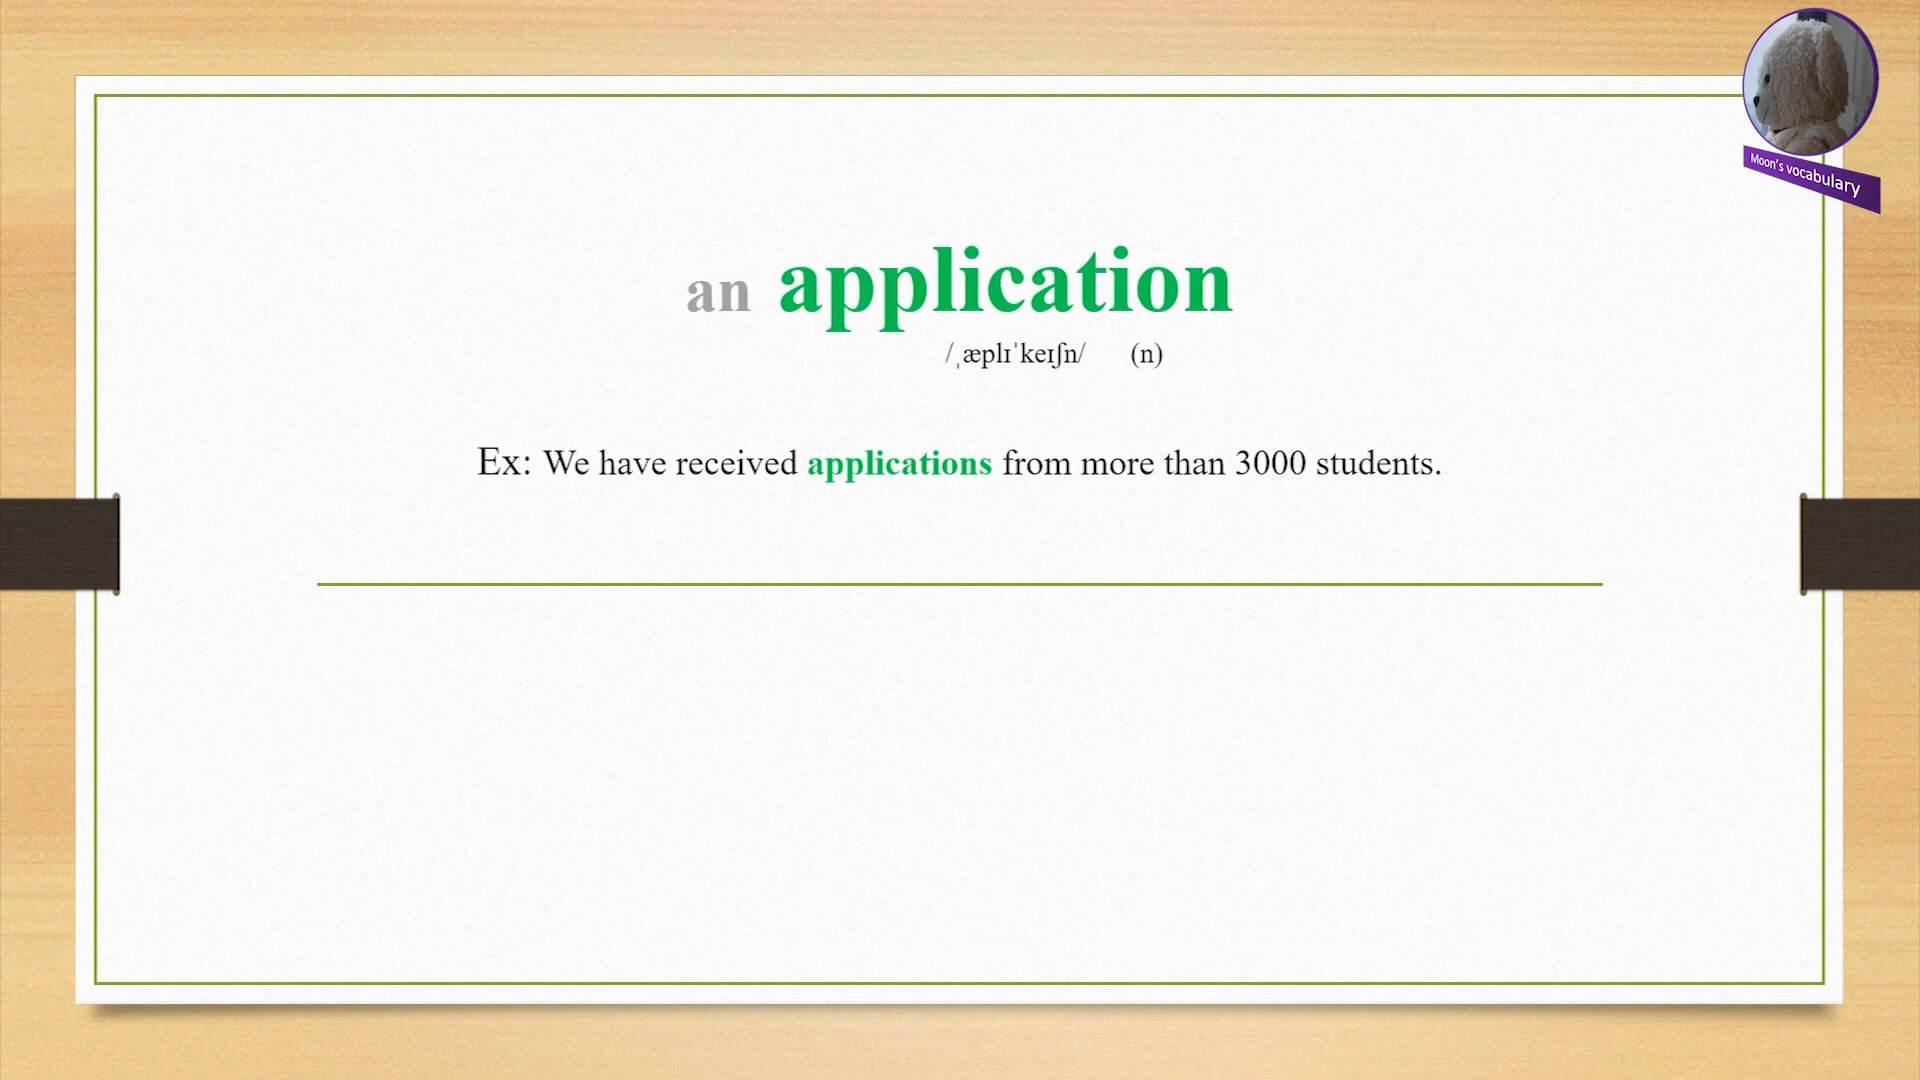 Moon's vocabulary
an application
/ˌæplɪˈkeɪʃn/ (n)
Ex: We have received applications from more than 3000 students.